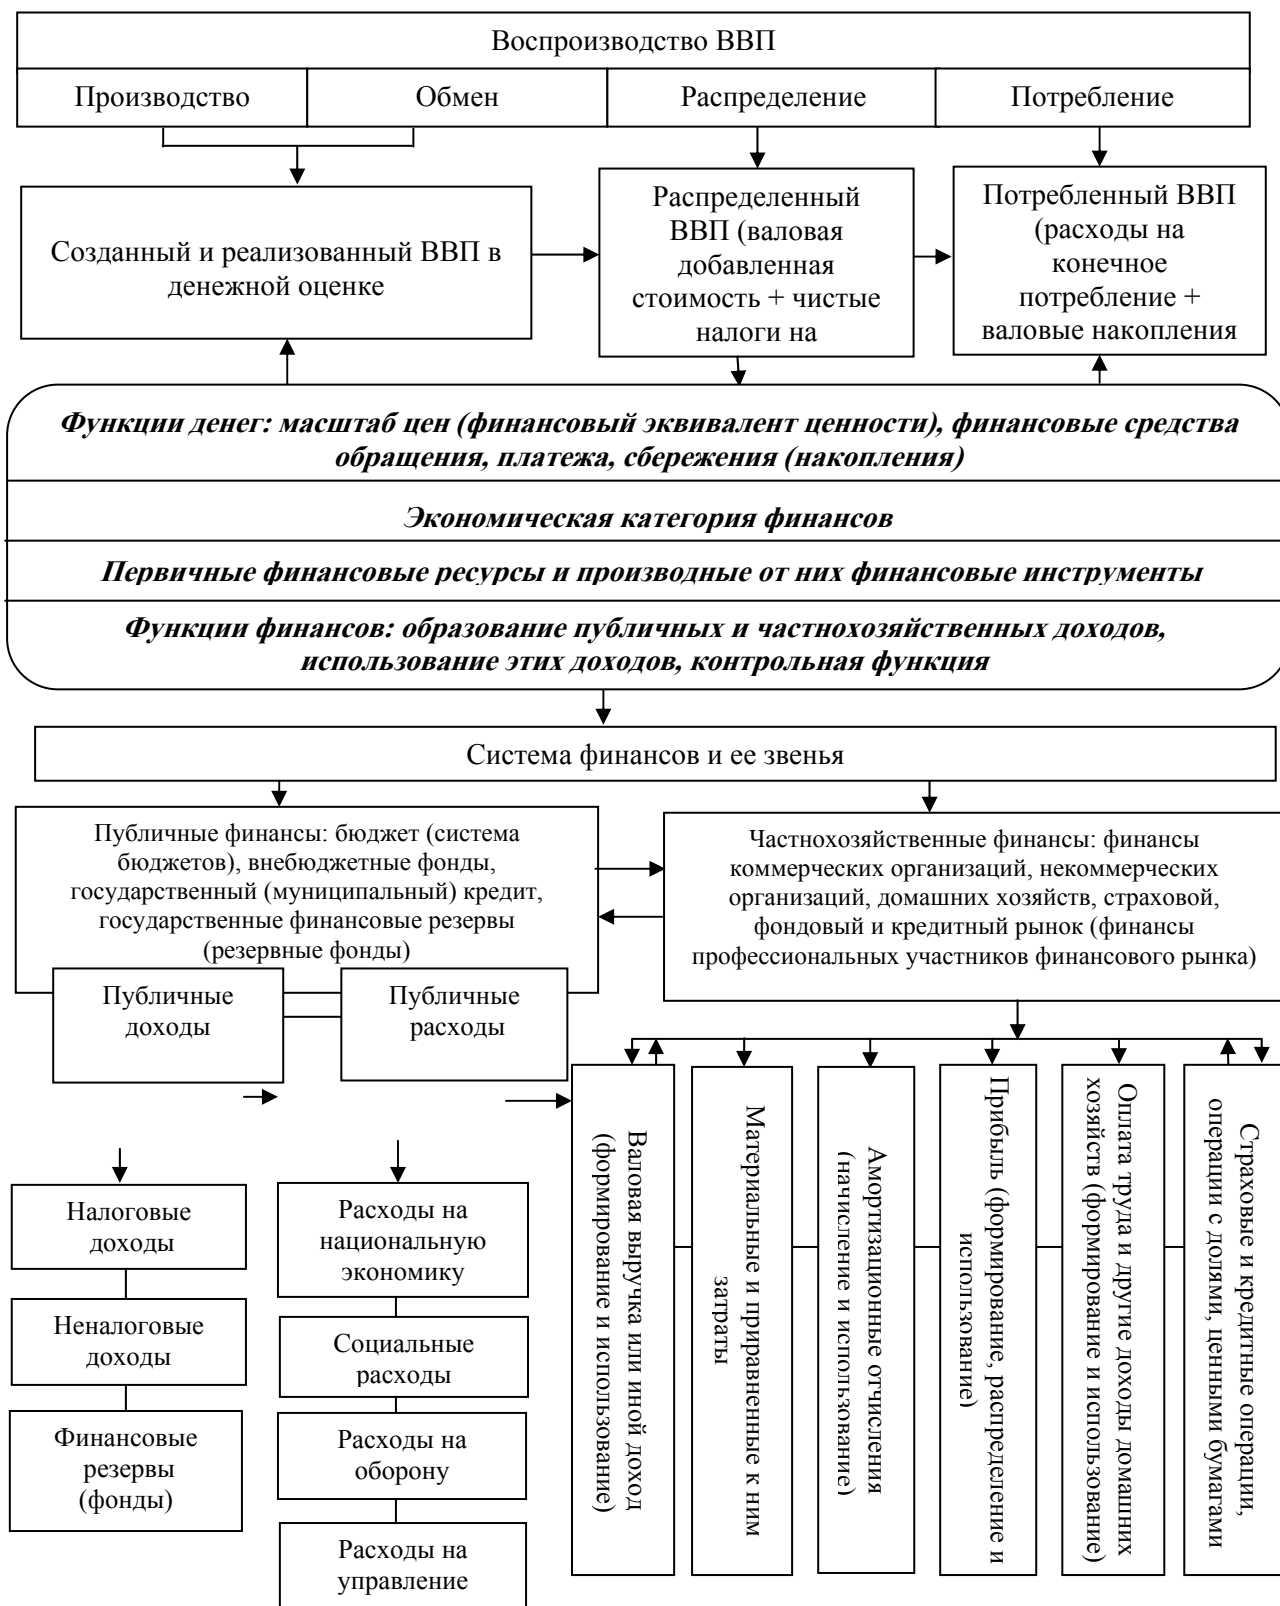 Воспроизводство ВВП
Производство
Обмен
Распределение
Потребление
Созданный и реализованный ВВП в
денежной оценке
Распределенный
ВВП (валовая
добавленная
стоимость + чистые
налоги на
Потребленный ВВП
(расходы на
конечное
потребление +
валовые накопления
Функции денег: масштаб цен (финансовый эквивалент ценности), финансовые средства
обращения, платежа, сбережения (накопления)
Экономическая категория финансов
Первичные финансовые ресурсы и производные от них финансовые инструменты
Функции финансов: образование публичных и частнохозяйственных доходов,
использование этих доходов, контрольная функция
Система финансов и ее звенья
Публичные финансы: бюджет (система
бюджетов), внебюджетные фонды,
государственный (муниципальный) кредит,
государственные финансовые резервы
(резервные фонды)
Частнохозяйственные финансы: финансы
коммерческих организаций, некоммерческих
организаций, домашних хозяйств, страховой,
фондовый и кредитный рынок (финансы
профессиональных участников финансового рынка)
Публичные
доходы
Публичные
расходы
Налоговые
доходы
Неналоговые
доходы
Финансовые
резервы
(фонды)
Расходы на
национальную
экономику
Социальные
расходы
Расходы на
оборону
Расходы на
управление
Валовая выручка или иной доход
(формирование и использование)
Материальные и приравненные к ним
затраты
Амортизационные отчисления
(начисление и использование)
Прибыль (формирование, распределение и
использование)
Оплата труда и другие доходы домашних
хозяйств (формирование и использование)
Страховые и кредитные операции,
операции с долями, ценными бумагами